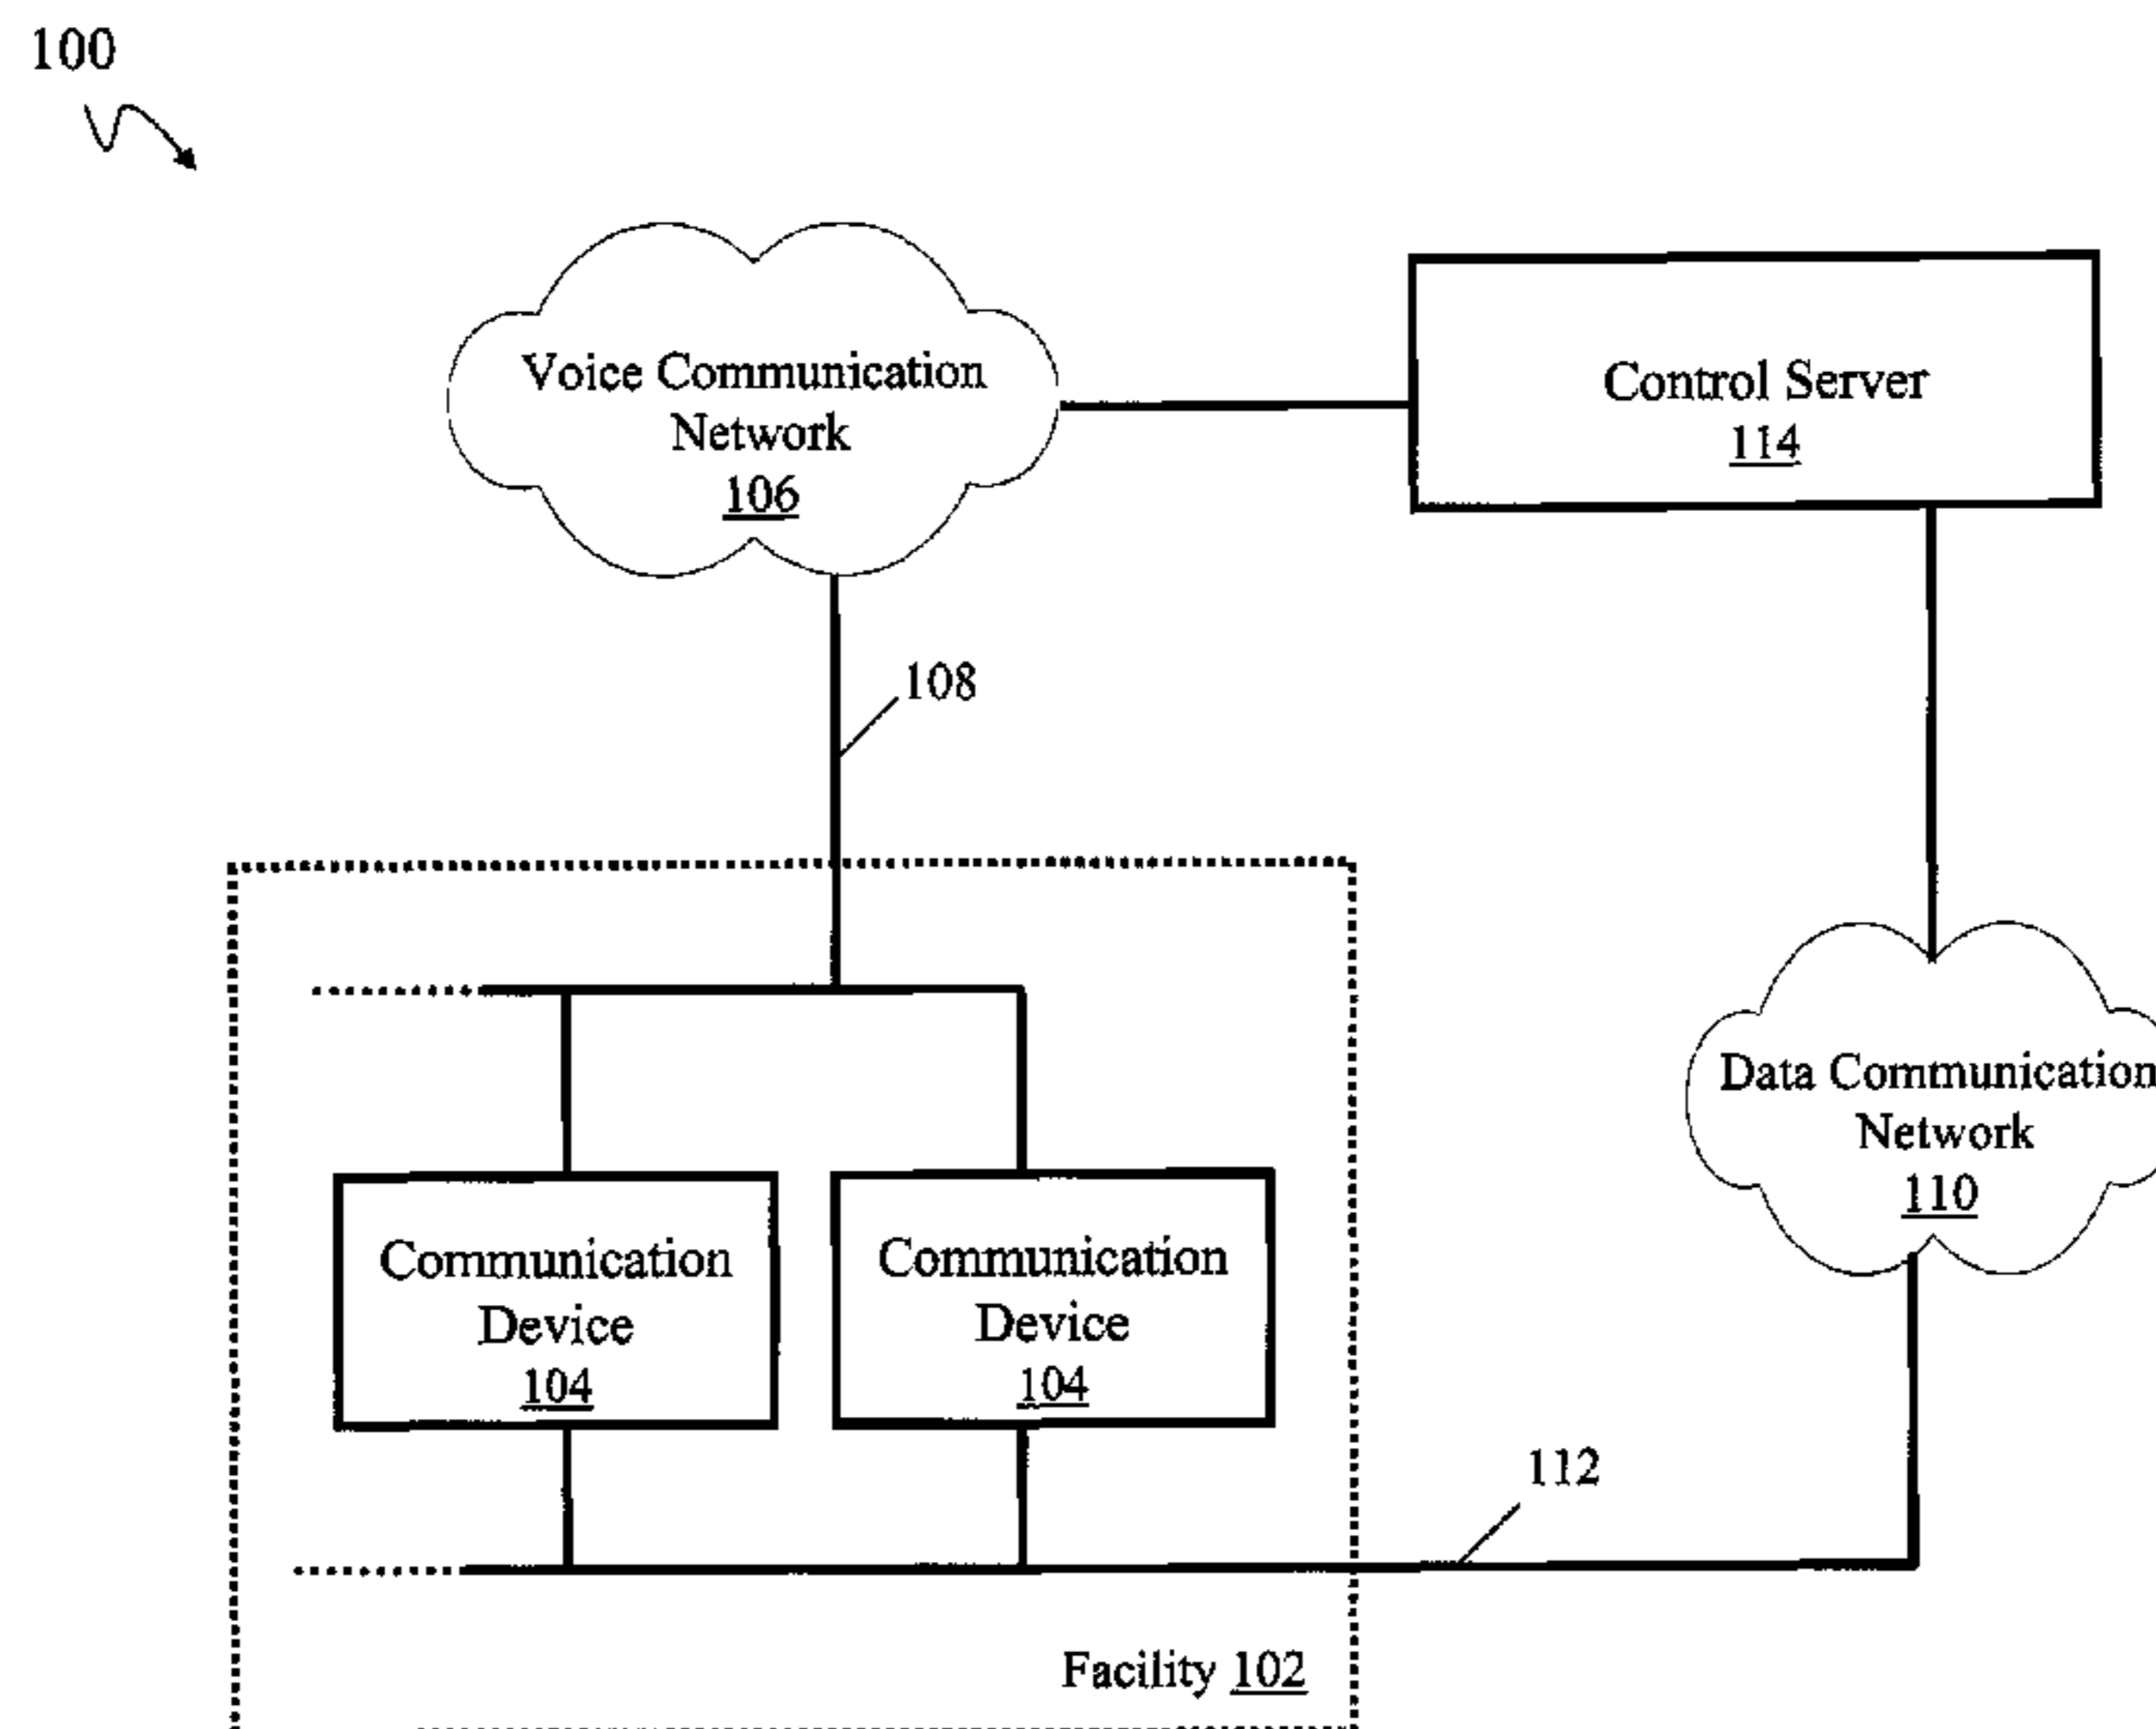 100
Voice Communication
Network
106
Control Server
114
108
Data Communication
Network
110
Communication
Device
104
Communication
Device
104
112
Facility 102